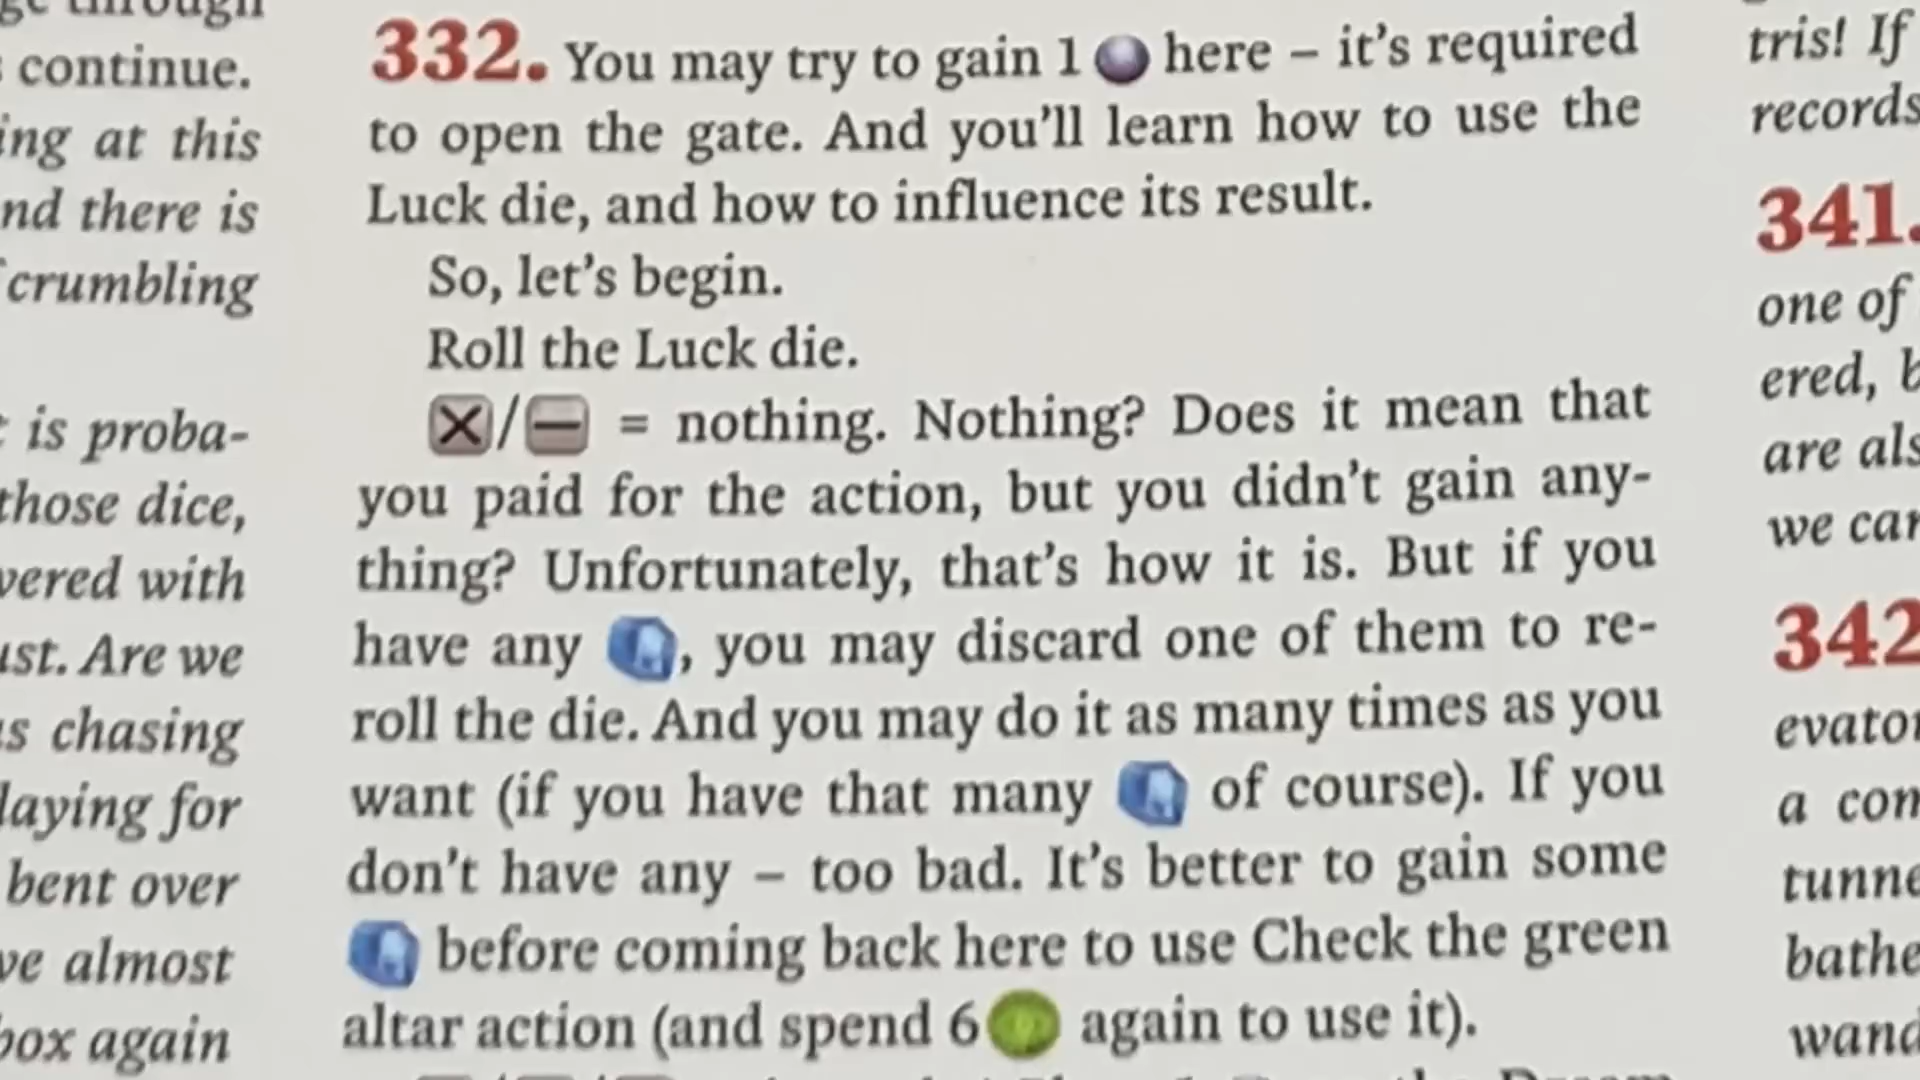 through
continue.
ing at this
nd there is
crumbling
is proba-
those dice,
vered with
ust. Are we
as chasing
laying for
bent over
ve almost
box again
332. You may try to gain 1 here – it's required
to open the gate. And you'll learn how to use the
Luck die, and how to influence its result.
So, let's begin.
Roll the Luck die.
/ = nothing. Nothing? Does it mean that
you paid for the action, but you didn't gain any-
thing? Unfortunately, that's how it is. But if you
have any , you may discard one of them to re-
roll the die. And you may do it as many times as you
want (if you have that many of course). If you
don't have any – too bad. It's better to gain some
before coming back here to use Check the green
altar action (and spend 6 again to use it).
tris! If
records
341.
one of
ered, b
are als
we can
342
evator
a com
tunne
bathe
wand